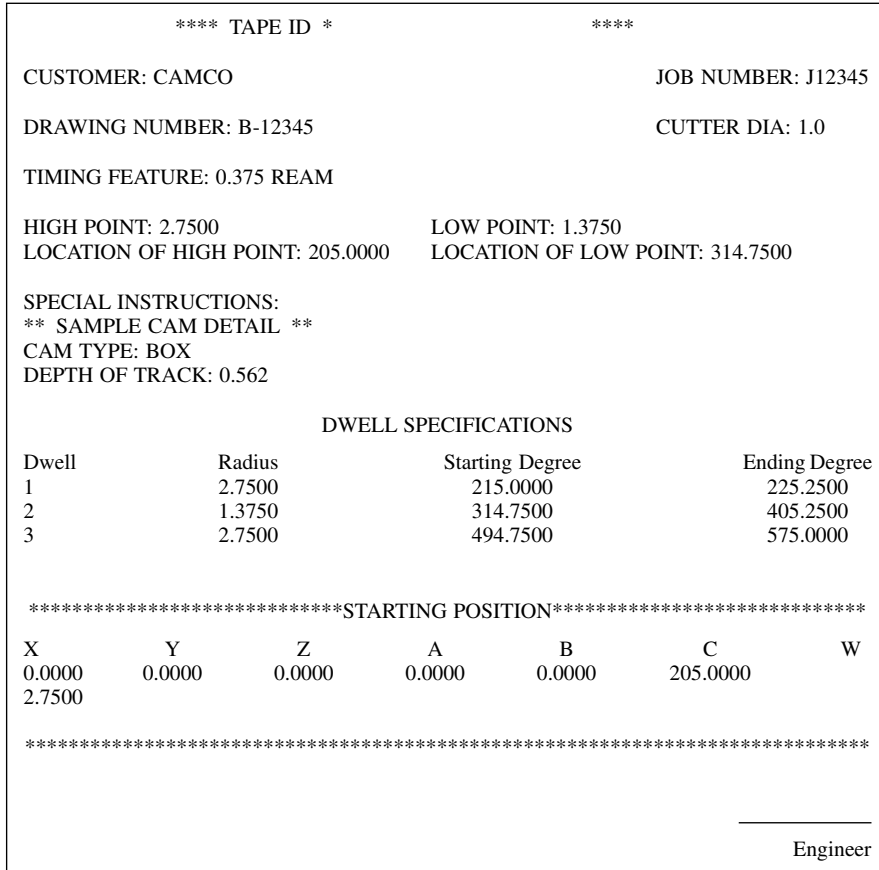 **** TAPE ID * ****
CUSTOMER: CAMCO JOB NUMBER: J12345
DRAWING NUMBER: B-12345 CUTTER DIA: 1.0
TIMING FEATURE: 0.375 REAM
HIGH POINT: 2.7500 LOW POINT: 1.3750
LOCATION OF HIGH POINT: 205.0000 LOCATION OF LOW POINT: 314.7500
SPECIAL INSTRUCTIONS:
** SAMPLE CAM DETAIL **
CAM TYPE: BOX
DEPTH OF TRACK: 0.562
DWELL SPECIFICATIONS
Dwell Radius Starting Degree Ending Degree
1 2.7500 215.0000 225.2500
2 1.3750 314.7500 405.2500
3 2.7500 494.7500 575.0000
*****************************STARTING POSITION*****************************
X Y Z A B C W
0.0000 0.0000 0.0000 0.0000 0.0000 205.0000
2.7500
******************************************************************************
Engineer